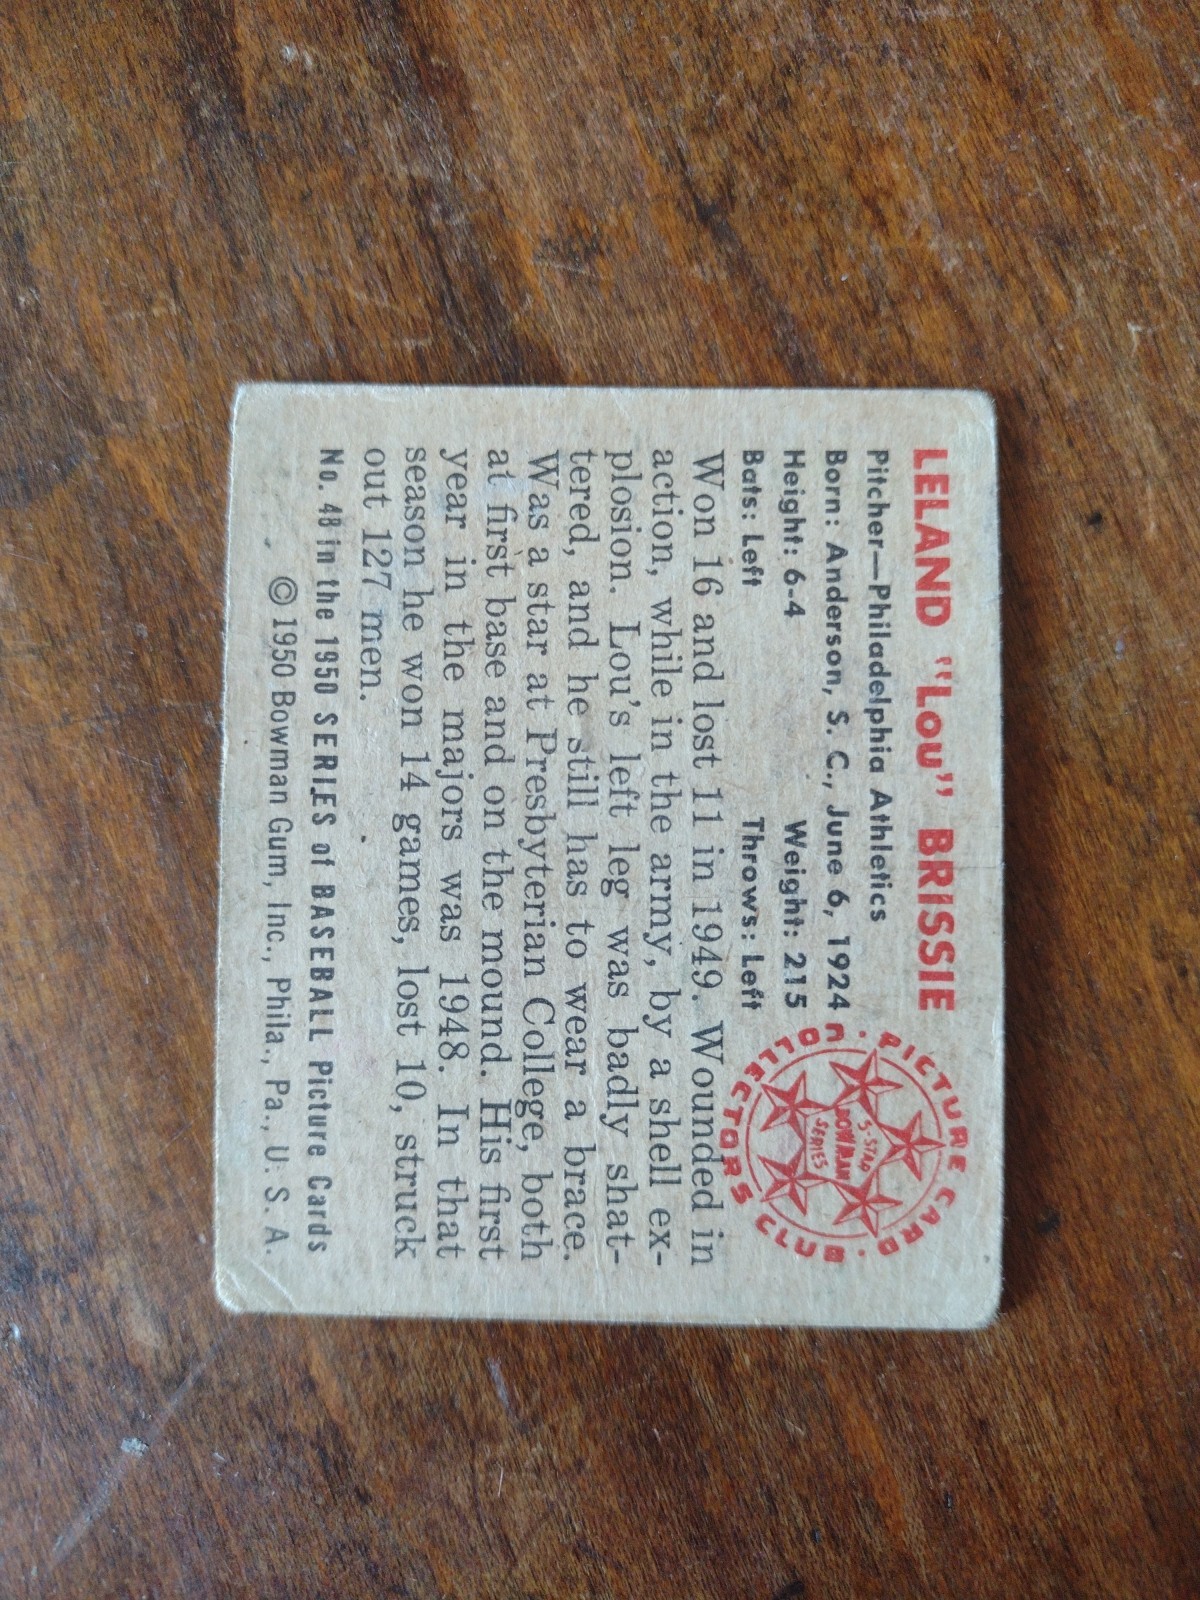 LELAND "LOU" BRISSIE
Pitcher—Philadelphia Athletics
Born: Anderson, S. C., June 6, 1924
Height: 6-4 Weight: 215
Bats: Left Throws: Left
PICTURE CARD · COLLECTORS CLUB ·
5-STAR
BOWMAN
SERIES
Won 16 and lost 11 in 1949. Wounded in
action, while in the army, by a shell ex-
plosion. Lou's left leg was badly shat-
tered, and he still has to wear a brace.
Was a star at Presbyterian College, both
at first base and on the mound. His first
year in the majors was 1948. In that
season he won 14 games, lost 10, struck
out 127 men.
No. 48 in the 1950 SERIES of BASEBALL Picture Cards
©1950 Bowman Gum, Inc., Phila., Pa., U. S. A.